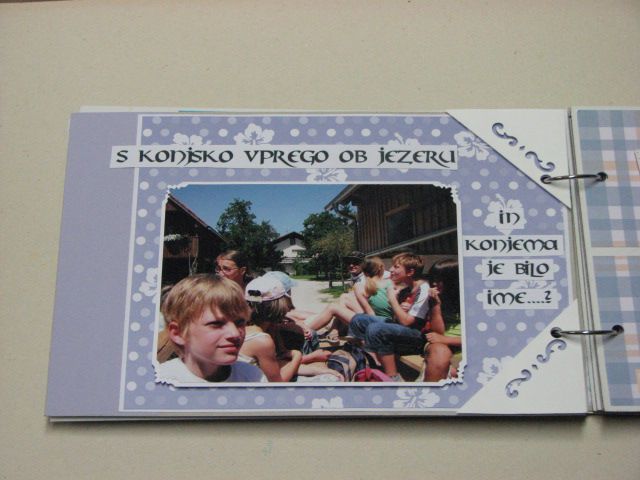 S KONJSKO VPREGO OB JEZERU
IN
KONJEMA
JE BILO
IME....?